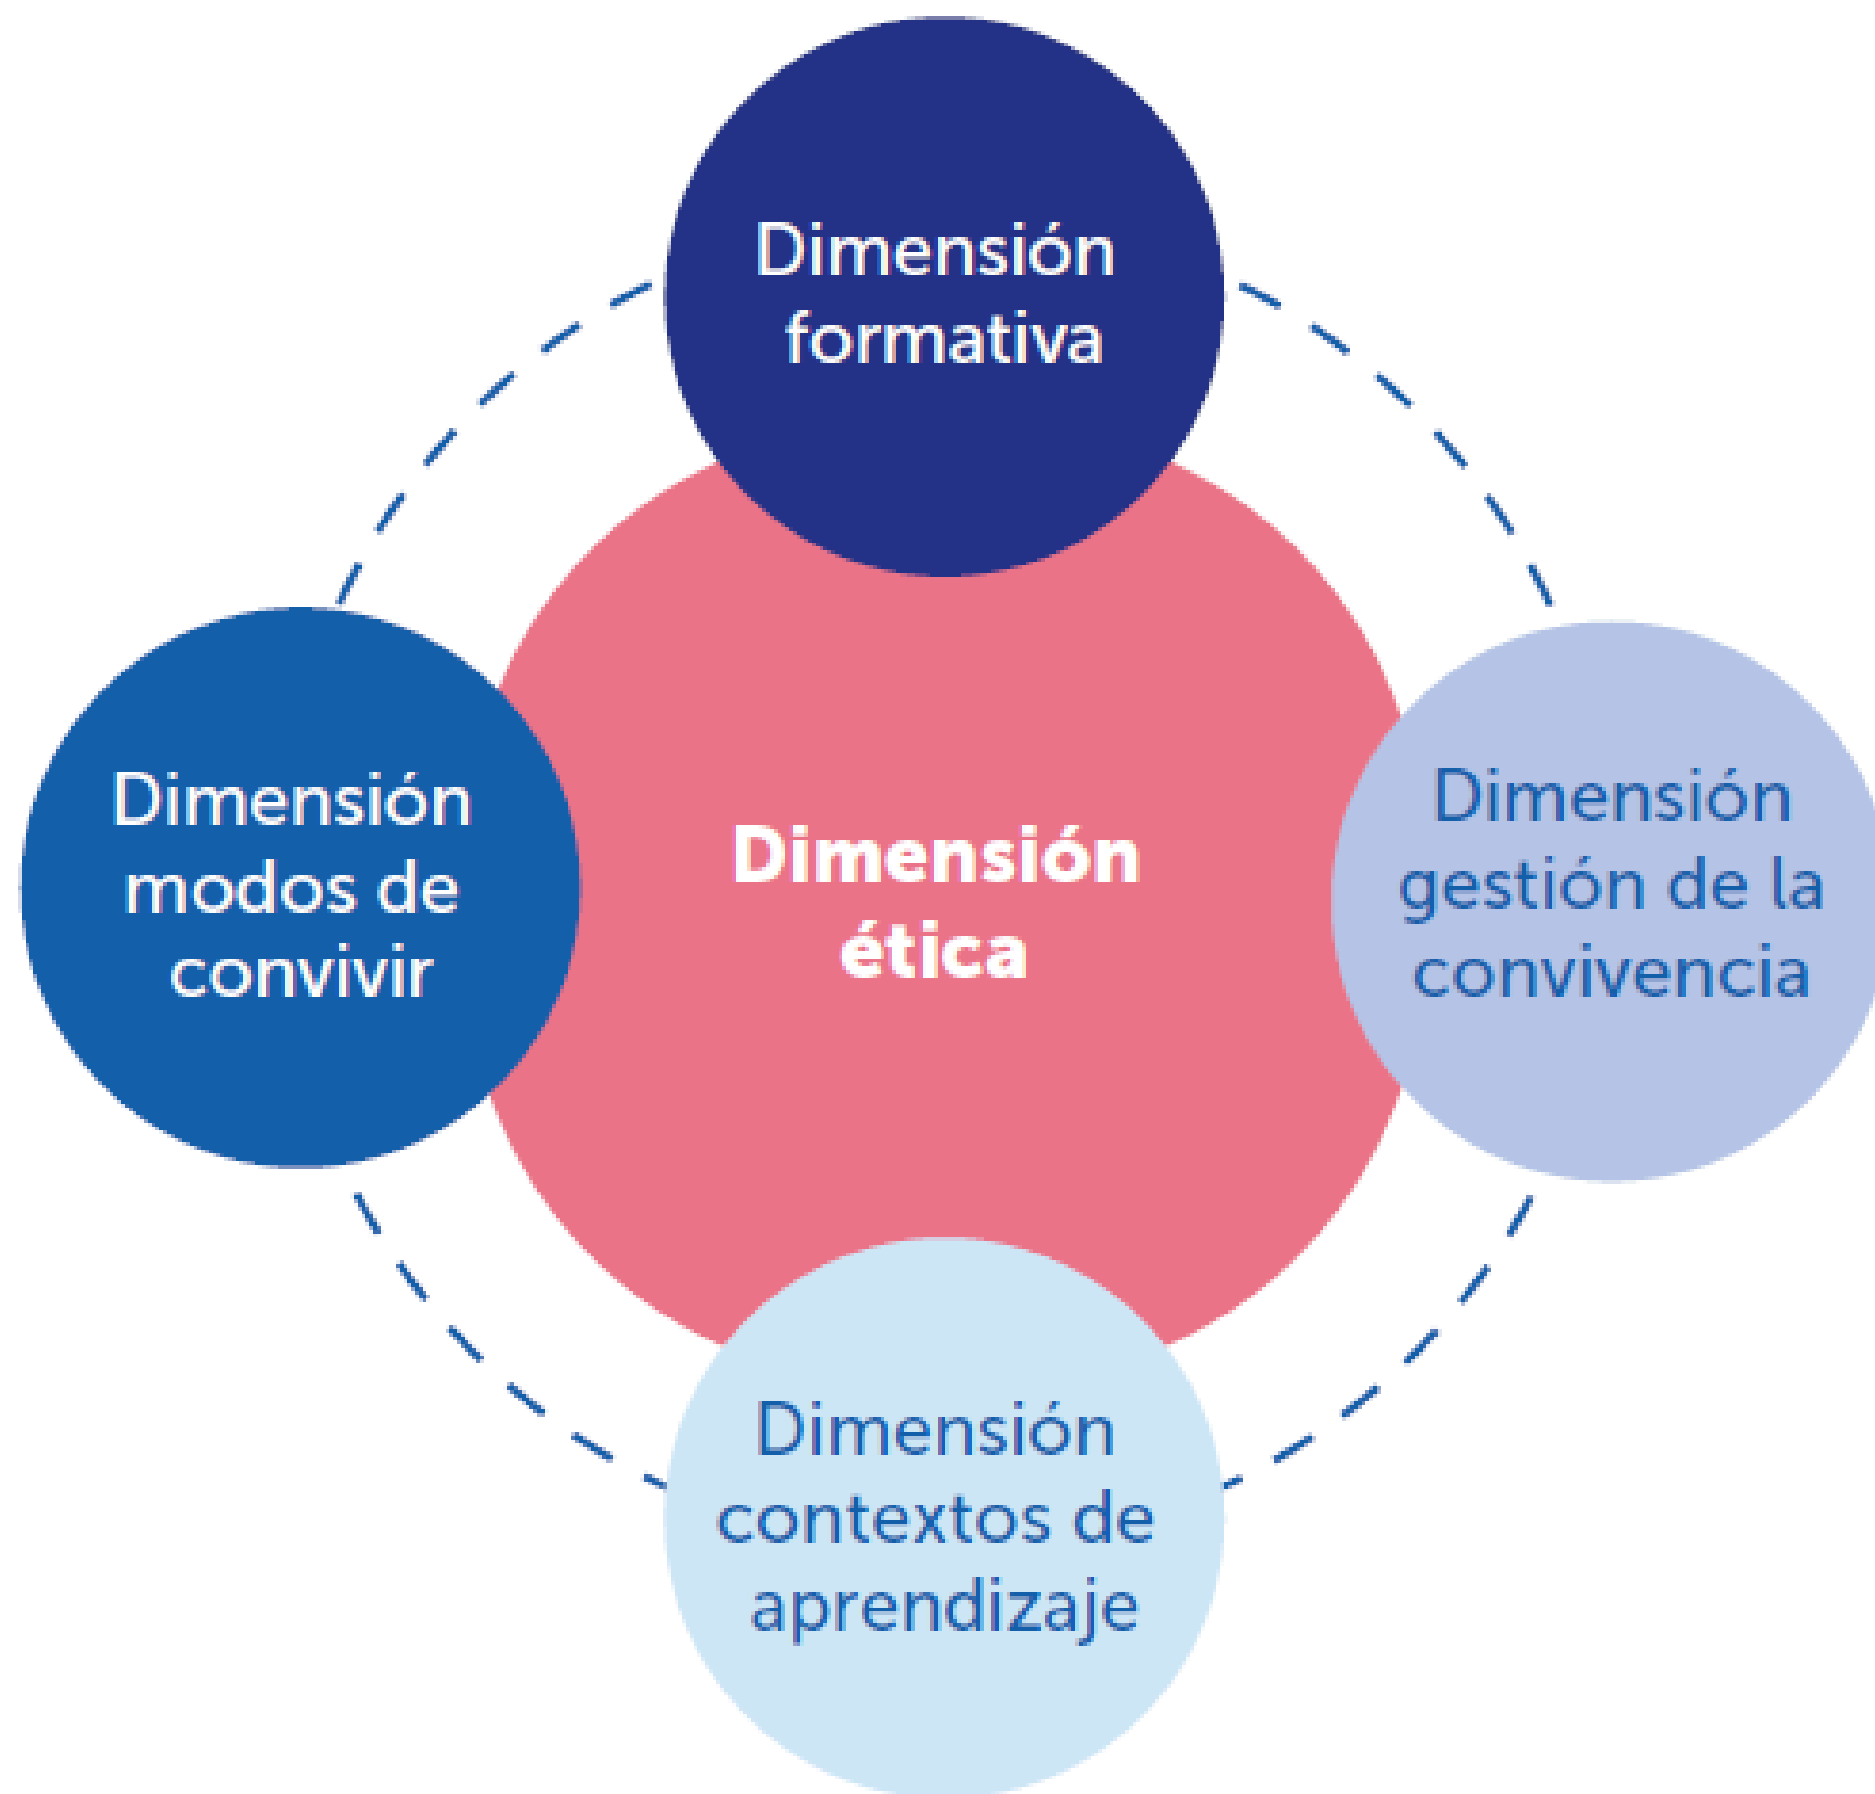 Dimensión
formativa
Dimensión
modos de
convivir
Dimensión
ética
Dimensión
gestión de la
convivencia
Dimensión
contextos de
aprendizaje